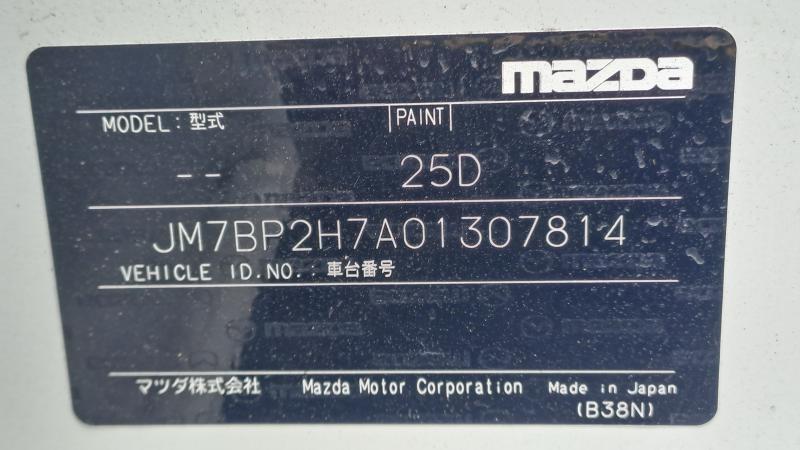 mazda
MODEL: 型式 |PAINT|
-- 25D
JM7BP2H7A01307814
VEHICLE ID.NO.: 車台番号
マツダ株式会社 Mazda Motor Corporation Made in Japan
(B38N)